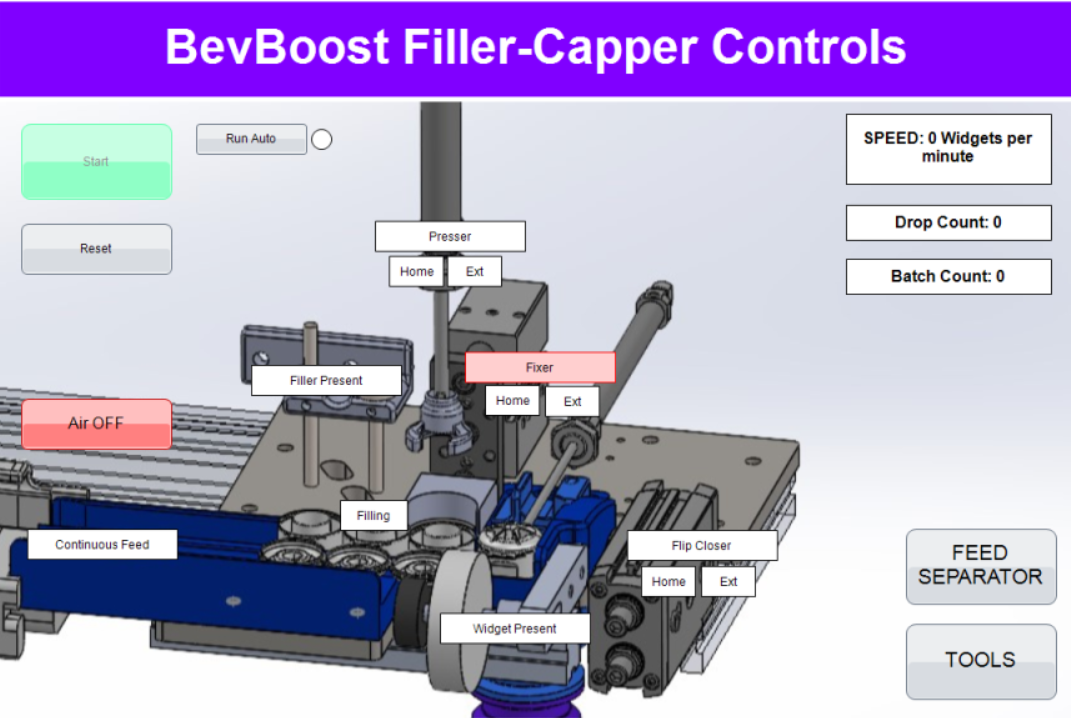 BevBoost Filler-Capper Controls
Start
Run Auto
SPEED: 0 Widgets per
minute
Reset
Drop Count: 0
Presser
Home
Ext
Batch Count: 0
Fixer
Filler Present
Home
Ext
Air OFF
Filling
Continuous Feed
Flip Closer
Home
Ext
FEED
SEPARATOR
Widget Present
TOOLS